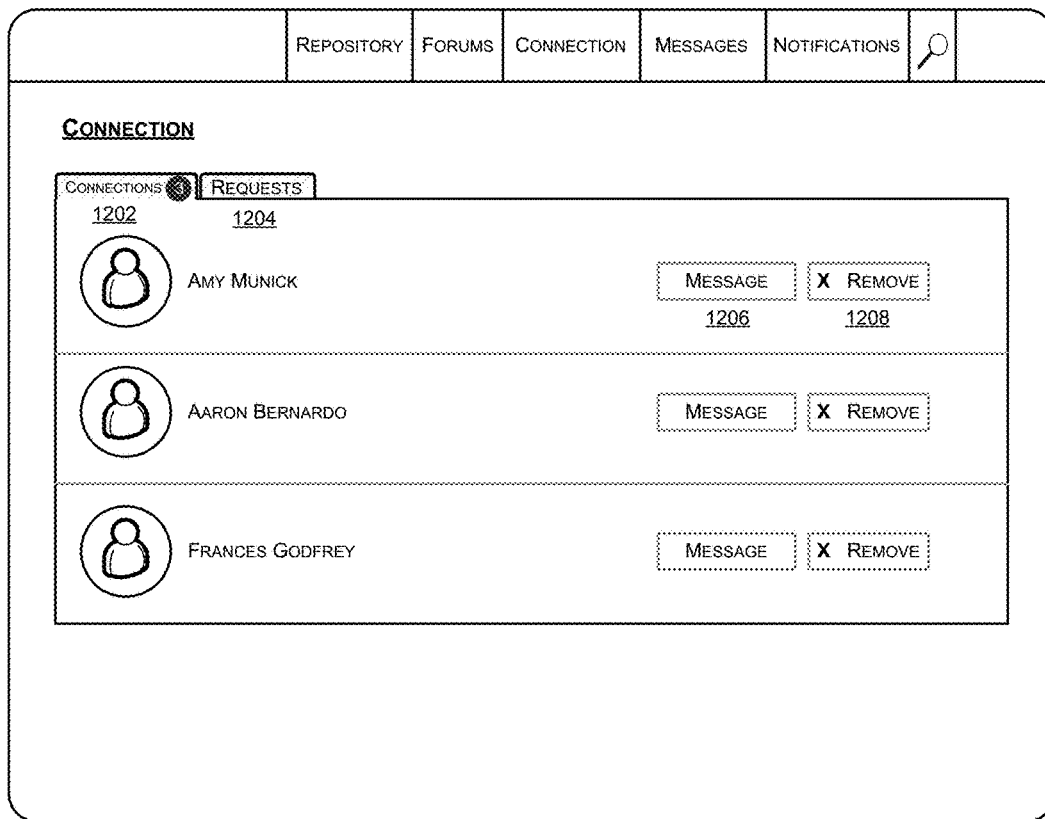 REPOSITORY FORUMS CONNECTION MESSAGES NOTIFICATIONS
CONNECTION
CONNECTIONS 3 REQUESTS
1202 1204
AMY MUNICK MESSAGE X REMOVE
1206 1208
AARON BERNARDO MESSAGE X REMOVE
FRANCES GODFREY MESSAGE X REMOVE